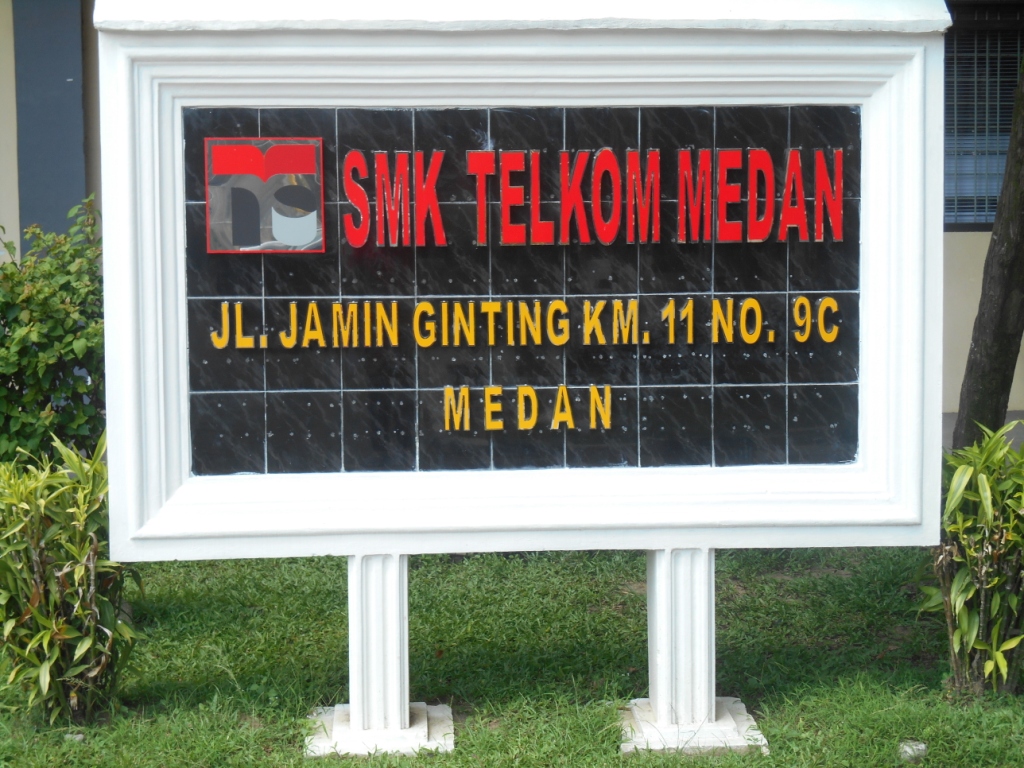 SMK TELKOM MEDAN
JL. JAMIN GINTING KM. 11 NO. 9C
MEDAN